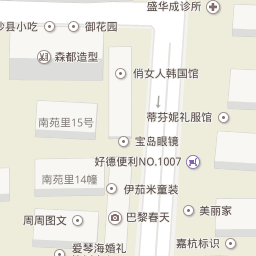 盛华成诊所
沙县小吃
御花园
森都造型
俏女人韩国馆
蒂芬妮礼服馆
南苑里15号
宝岛眼镜
好德便利NO.1007
南苑里14幢
伊茄米童装
美丽家
周周图文
巴黎春天
嘉杭标识
爱琴海婚礼